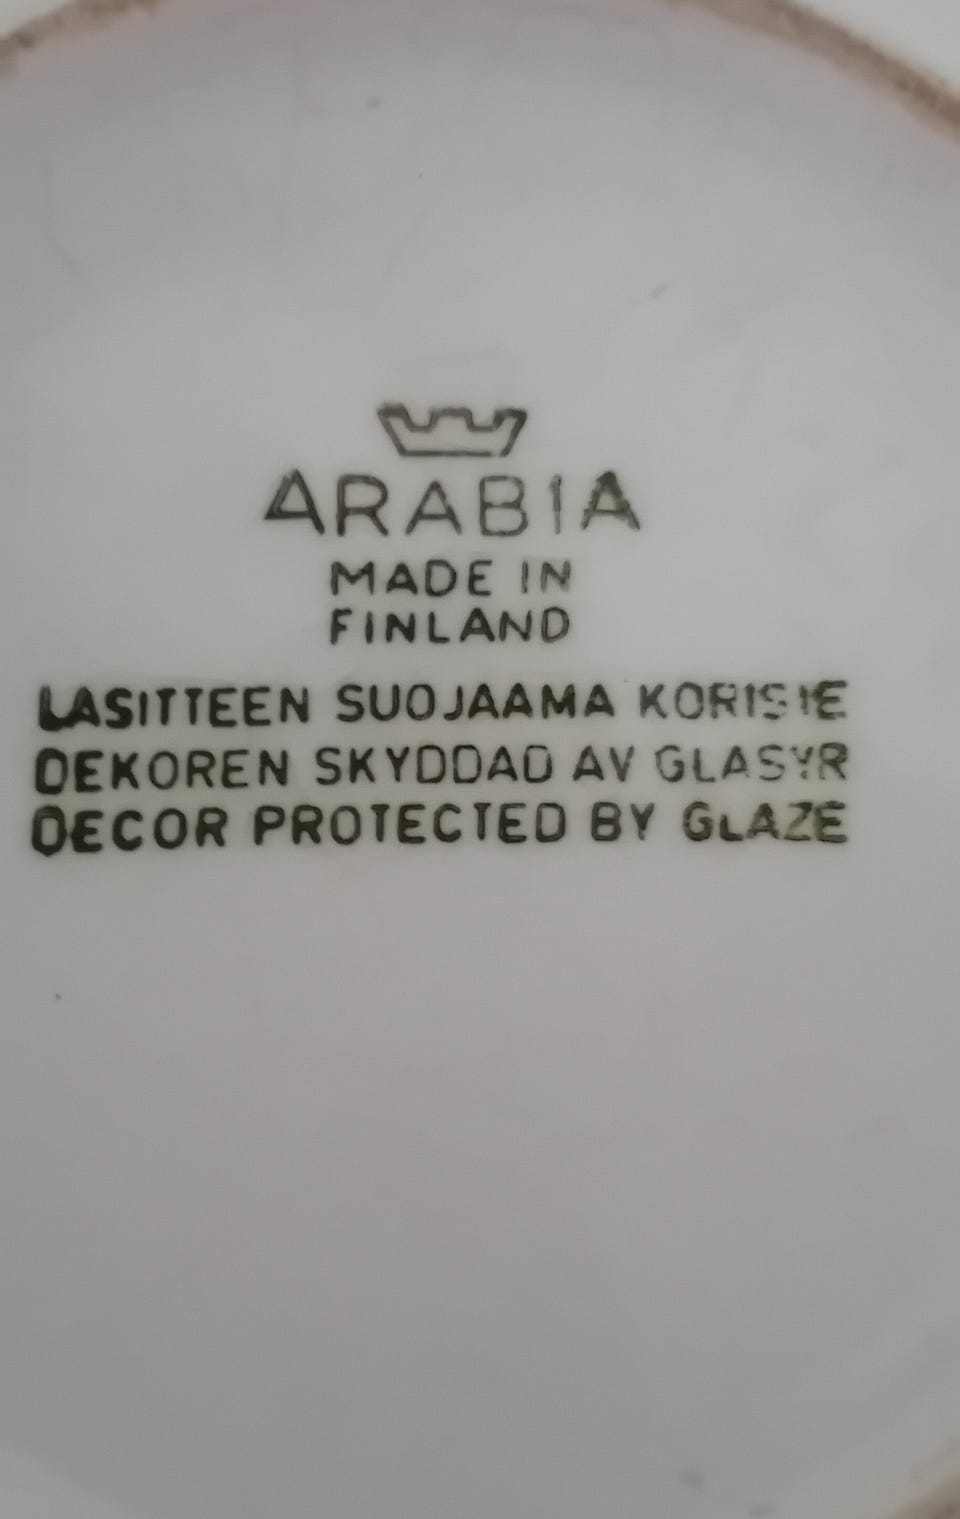 ARABIA
MADE IN
FINLAND
LASITTEEN SUOJAAMA KORISTE
DEKOREN SKYDDAD AV GLASYR
DECOR PROTECTED BY GLAZE